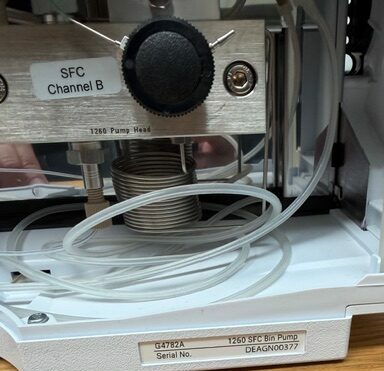 SFC
Channel B
1260 Pump Head
G4782A 1260 SFC Bin Pump
Serial No. DEAGN00377